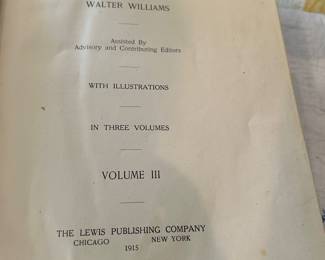 WALTER WILLIAMS
Assisted By
Advisory and Contributing Editors
WITH ILLUSTRATIONS
IN THREE VOLUMES
VOLUME III
THE LEWIS PUBLISHING COMPANY
CHICAGO NEW YORK
1915